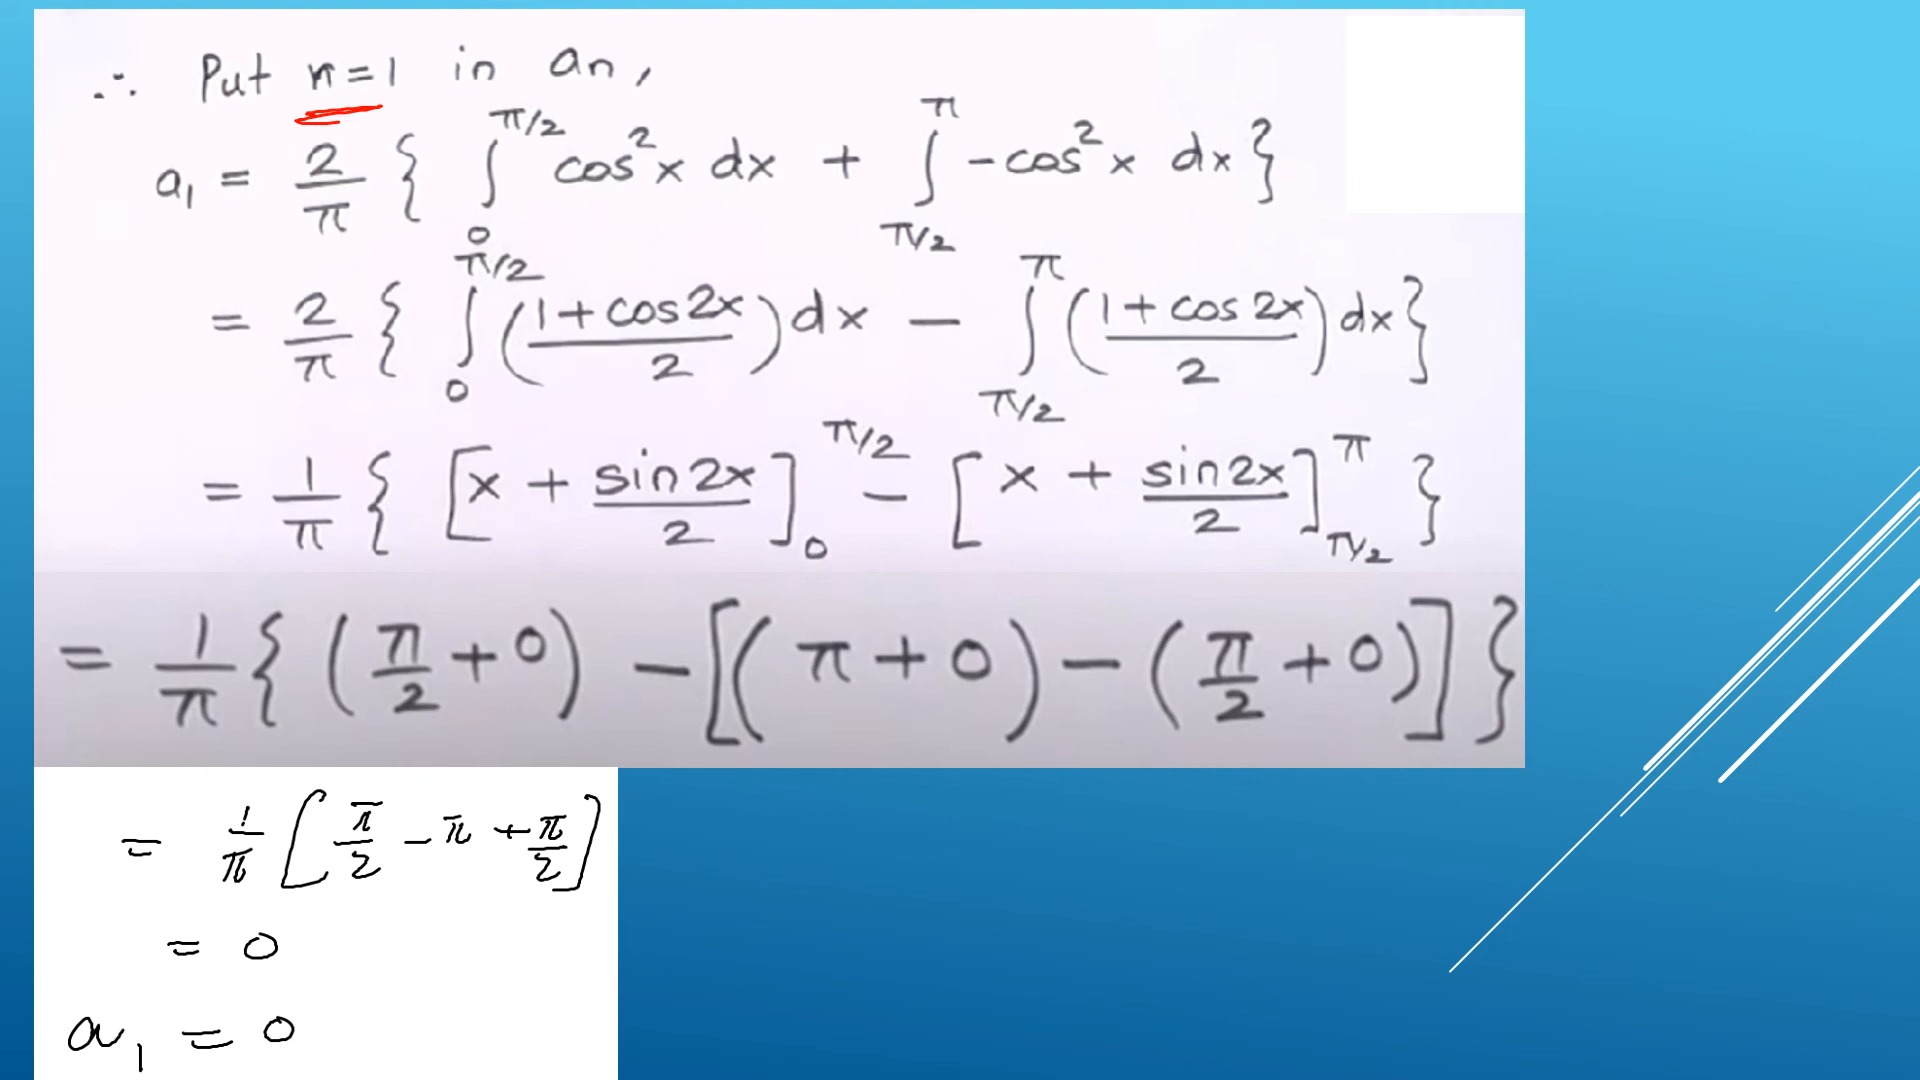 ∴ Put n=1 in an,
a₁ = 2/π { ∫₀^{π/2} cos²x dx + ∫_{π/2}^{π} -cos²x dx }
= 2/π { ∫₀^{π/2} ((1+cos2x)/2) dx − ∫_{π/2}^{π} ((1+cos2x)/2) dx }
= 1/π { [x + sin2x/2]₀^{π/2} − [x + sin2x/2]_{π/2}^{π} }
= 1/π { (π/2 + 0) − [(π + 0) − (π/2 + 0)] }
= 1/π [π/2 − π + π/2]
= 0
a₁ = 0